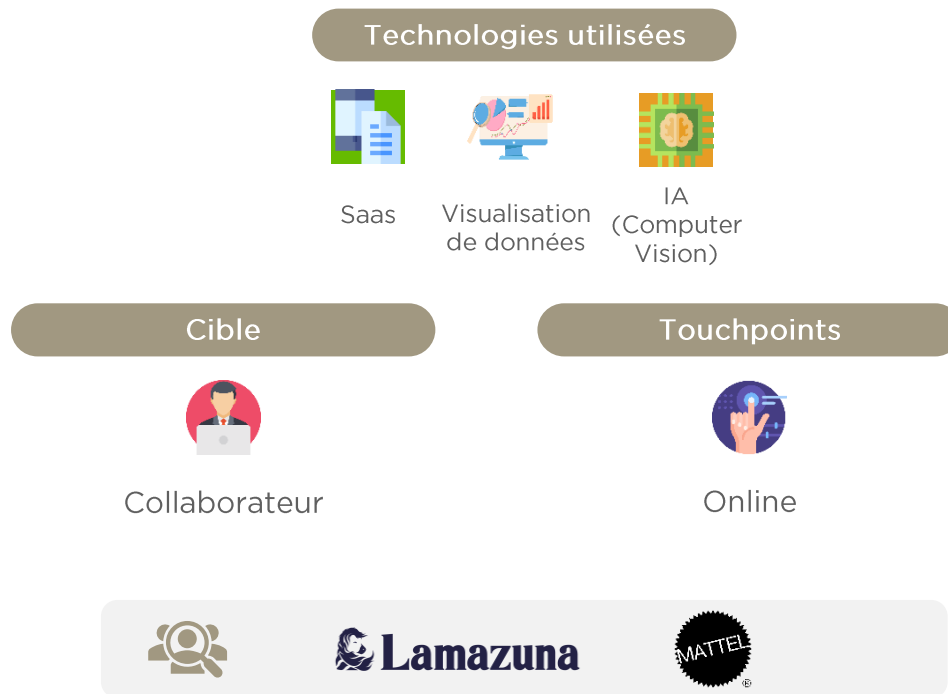 Technologies utilisées
Saas
Visualisation
de données
IA
(Computer
Vision)
Cible
Touchpoints
Collaborateur
Online
Lamazuna
MATTEL
®